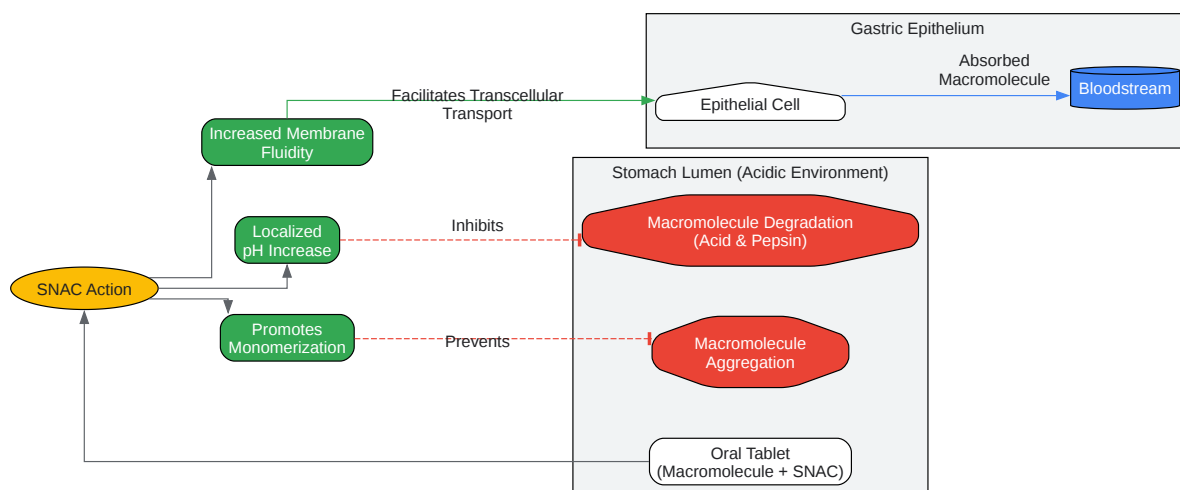 Gastric Epithelium
Absorbed
Macromolecule
Bloodstream
Epithelial Cell
Facilitates Transcellular
Transport
Increased Membrane
Fluidity
Stomach Lumen (Acidic Environment)
Macromolecule Degradation
(Acid & Pepsin)
Inhibits
Localized
pH Increase
SNAC Action
Promotes
Monomerization
Prevents
Macromolecule
Aggregation
Oral Tablet
(Macromolecule + SNAC)